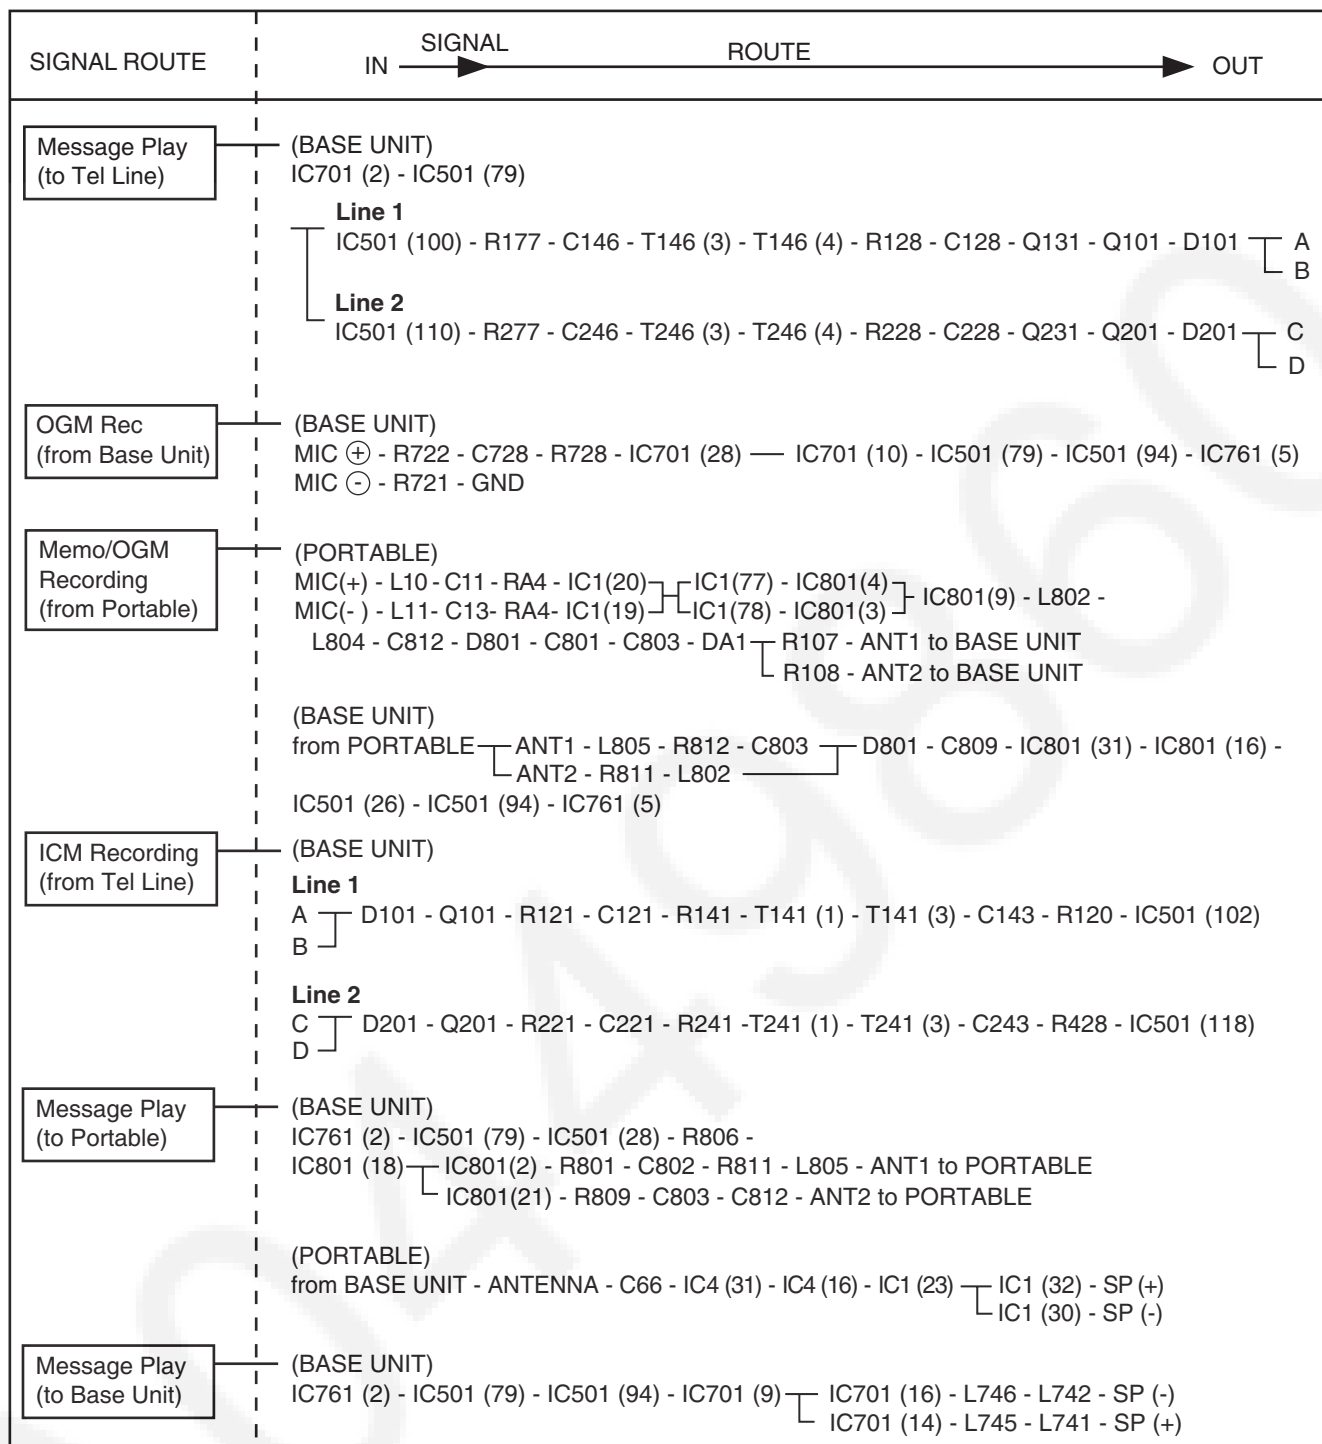 SIGNAL ROUTE
IN SIGNAL ROUTE OUT
Message Play
(to Tel Line)
(BASE UNIT)
IC701 (2) - IC501 (79)
Line 1
IC501 (100) - R177 - C146 - T146 (3) - T146 (4) - R128 - C128 - Q131 - Q101 - D101 A
B
Line 2
IC501 (110) - R277 - C246 - T246 (3) - T246 (4) - R228 - C228 - Q231 - Q201 - D201 C
D
OGM Rec
(from Base Unit)
(BASE UNIT)
MIC ⊕ - R722 - C728 - R728 - IC701 (28) — IC701 (10) - IC501 (79) - IC501 (94) - IC761 (5)
MIC ⊖ - R721 - GND
Memo/OGM
Recording
(from Portable)
(PORTABLE)
MIC(+) - L10 - C11 - RA4 - IC1(20) IC1(77) - IC801(4)
MIC(- ) - L11- C13- RA4- IC1(19) IC1(78) - IC801(3) IC801(9) - L802 -
L804 - C812 - D801 - C801 - C803 - DA1 R107 - ANT1 to BASE UNIT
R108 - ANT2 to BASE UNIT
(BASE UNIT)
from PORTABLE ANT1 - L805 - R812 - C803 D801 - C809 - IC801 (31) - IC801 (16) -
ANT2 - R811 - L802
IC501 (26) - IC501 (94) - IC761 (5)
ICM Recording
(from Tel Line)
(BASE UNIT)
Line 1
A D101 - Q101 - R121 - C121 - R141 - T141 (1) - T141 (3) - C143 - R120 - IC501 (102)
B
Line 2
C D201 - Q201 - R221 - C221 - R241 -T241 (1) - T241 (3) - C243 - R428 - IC501 (118)
D
Message Play
(to Portable)
(BASE UNIT)
IC761 (2) - IC501 (79) - IC501 (28) - R806 -
IC801 (18) IC801(2) - R801 - C802 - R811 - L805 - ANT1 to PORTABLE
IC801(21) - R809 - C803 - C812 - ANT2 to PORTABLE
(PORTABLE)
from BASE UNIT - ANTENNA - C66 - IC4 (31) - IC4 (16) - IC1 (23) IC1 (32) - SP (+)
IC1 (30) - SP (-)
Message Play
(to Base Unit)
(BASE UNIT)
IC761 (2) - IC501 (79) - IC501 (94) - IC701 (9) IC701 (16) - L746 - L742 - SP (-)
IC701 (14) - L745 - L741 - SP (+)